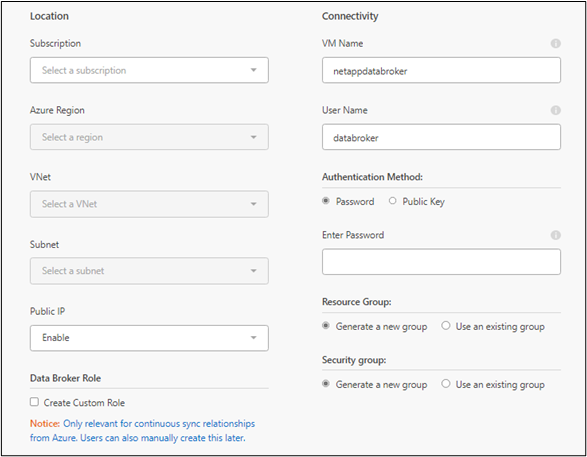 Location
Subscription
Select a subscription
Azure Region
Select a region
VNet
Select a VNet
Subnet
Select a subnet
Public IP
Enable
Data Broker Role
Create Custom Role
Notice: Only relevant for continuous sync relationships
from Azure. Users can also manually create this later.
Connectivity
VM Name
netappdatabroker
User Name
databroker
Authentication Method:
Password Public Key
Enter Password
Resource Group:
Generate a new group Use an existing group
Security group:
Generate a new group Use an existing group